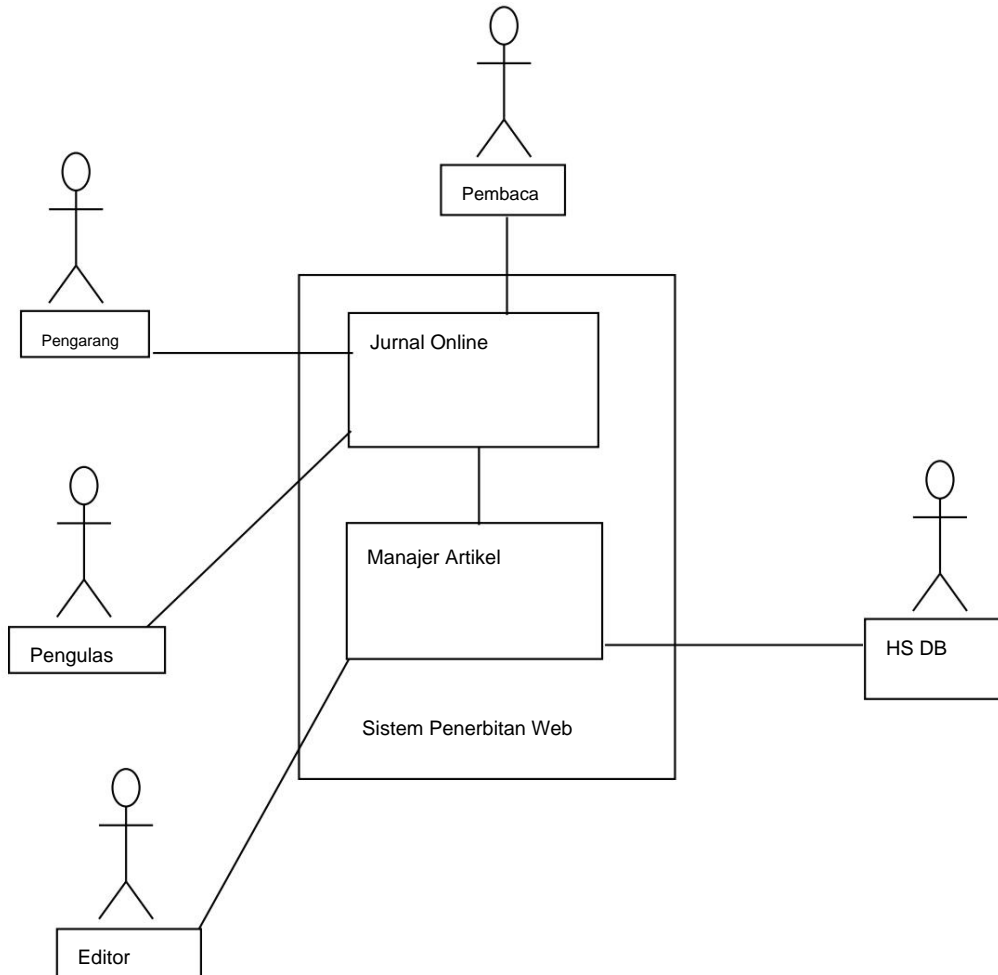 Pembaca
Pengarang
Jurnal Online
Manajer Artikel
Pengulas
HS DB
Sistem Penerbitan Web
Editor